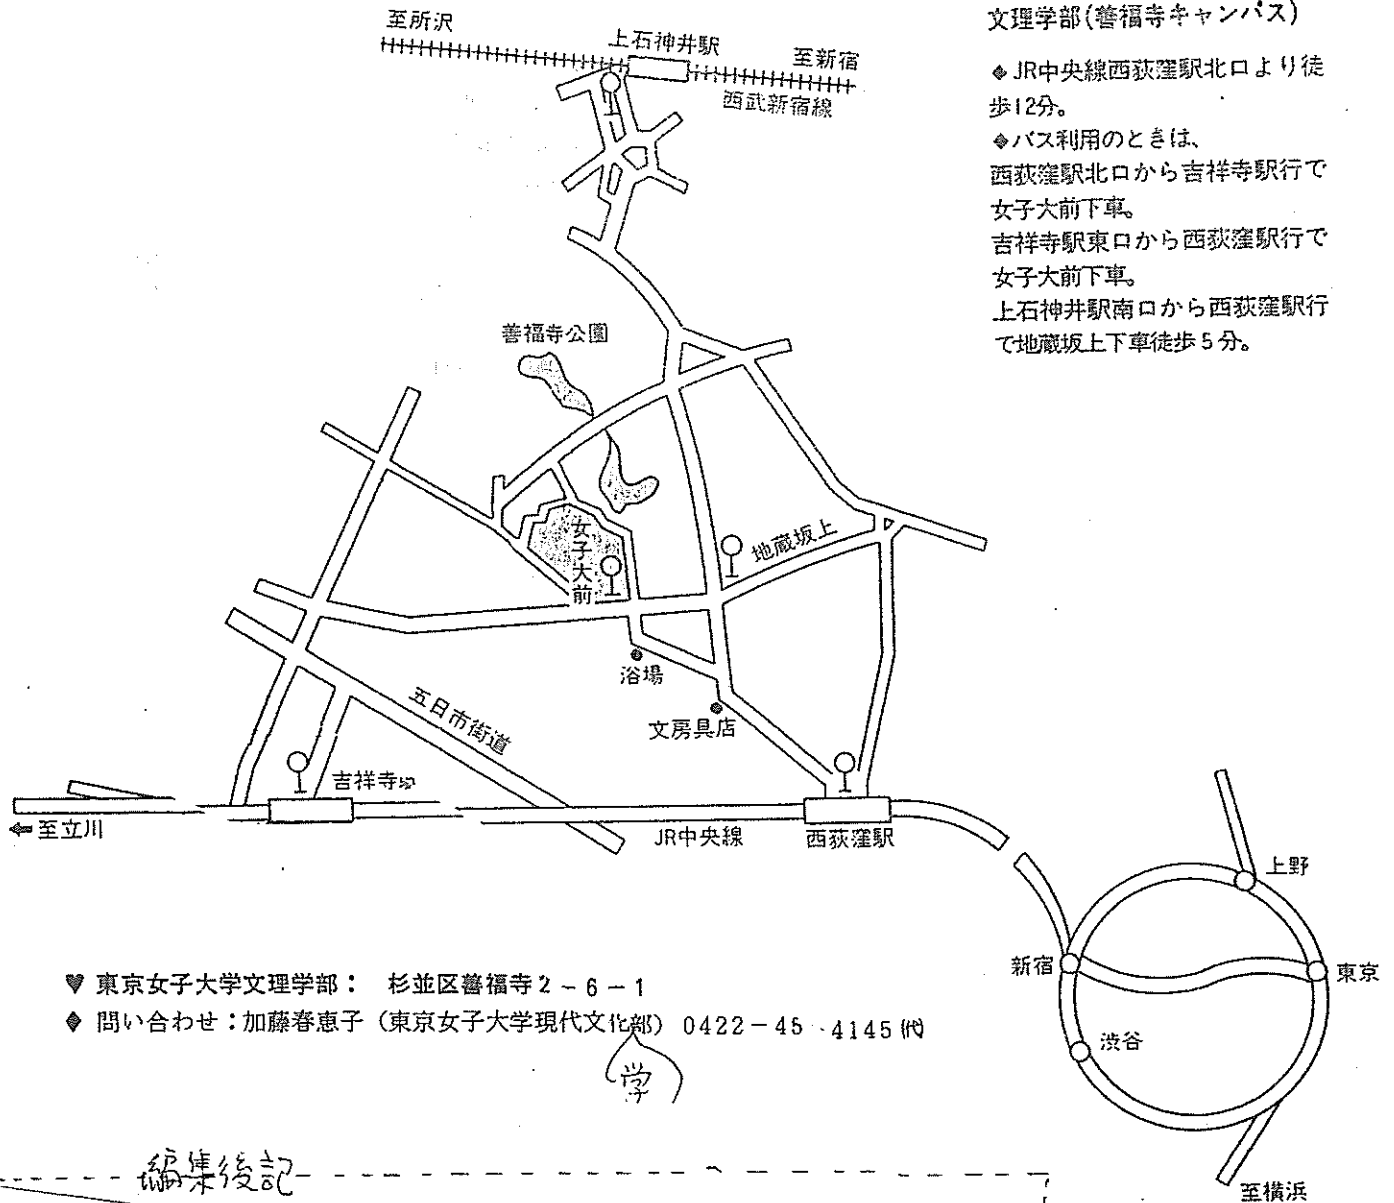 文理学部(善福寺キャンパス)
◆JR中央線西荻窪駅北口より徒
歩12分。
◆バス利用のときは、
西荻窪駅北口から吉祥寺駅行で
女子大前下車。
吉祥寺駅東口から西荻窪駅行で
女子大前下車。
上石神井駅南口から西荻窪駅行
で地蔵坂上下車徒歩5分。
至所沢
上石神井駅
至新宿
西武新宿線
善福寺公園
女子大前
地蔵坂上
浴場
文房具店
五日市街道
吉祥寺
←至立川
JR中央線
西荻窪駅
上野
新宿
東京
渋谷
至横浜
♥ 東京女子大学文理学部: 杉並区善福寺2-6-1
◆ 問い合わせ:加藤春恵子(東京女子大学現代文化部) 0422-45 4145(代)
学
編集後記